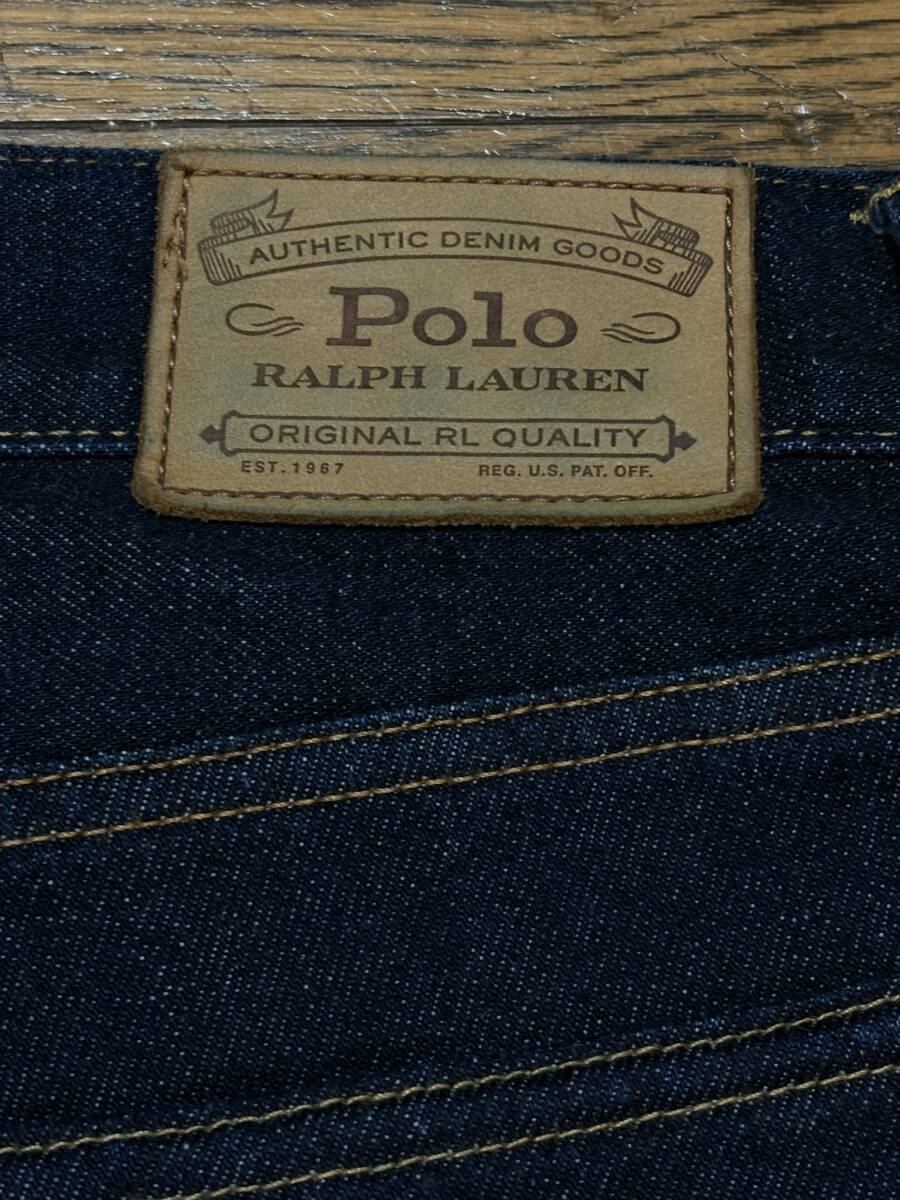 AUTHENTIC DENIM GOODS
Polo
RALPH LAUREN
ORIGINAL RL QUALITY
EST. 1967 REG. U.S. PAT. OFF.